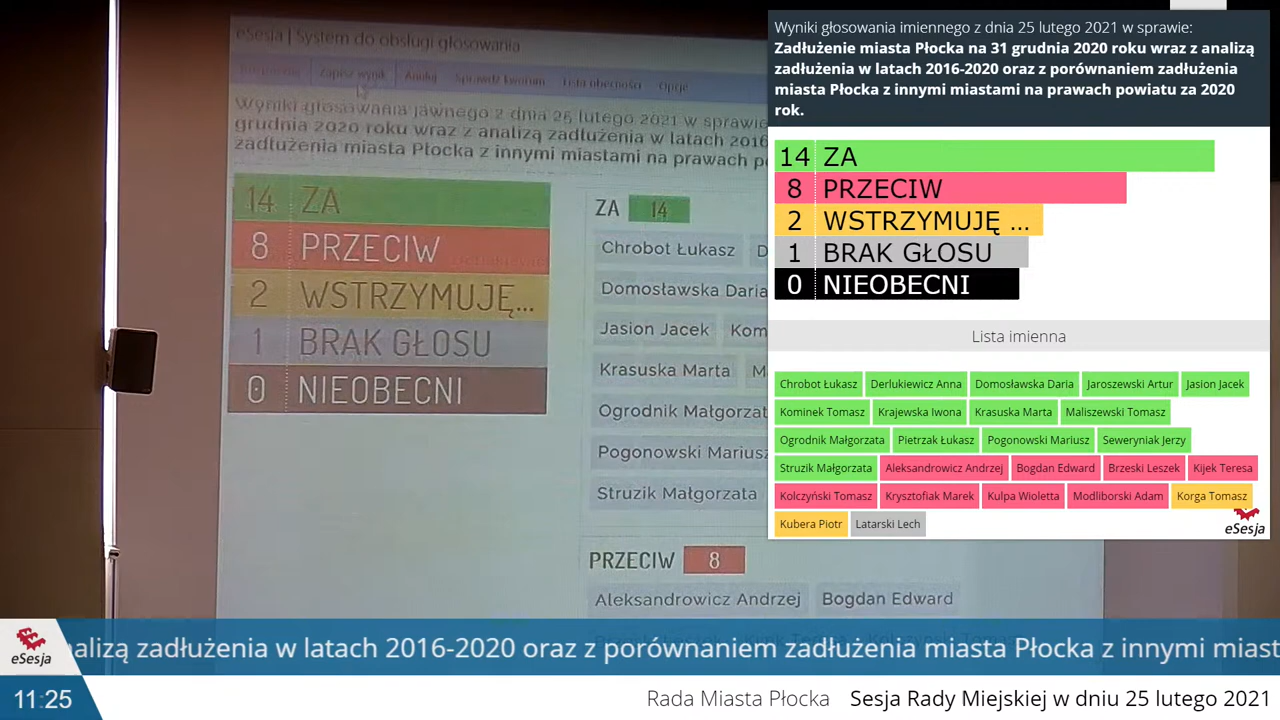 eSesja | System do obsługi głosowania
Zapisz wynik Anuluj Sprawdź kworum Lista obecności Opcje
Wyniki głosowania jawnego z dnia 25 lutego 2021 w sprawie
grudnia 2020 roku wraz z analizą zadłużenia w latach 2016
zadłużenia miasta Płocka z innymi miastami na prawach po
14 ZA
8 PRZECIW
2 WSTRZYMUJĘ...
1 BRAK GŁOSU
0 NIEOBECNI
ZA 14
Chrobot Łukasz D
Domosławska Daria
Jasion Jacek Kom
Krasuska Marta M
Ogrodnik Małgorzat
Pogonowski Mariusz
Struzik Małgorzata
PRZECIW 8
Aleksandrowicz Andrzej Bogdan Edward
Wyniki głosowania imiennego z dnia 25 lutego 2021 w sprawie:
Zadłużenie miasta Płocka na 31 grudnia 2020 roku wraz z analizą
zadłużenia w latach 2016-2020 oraz z porównaniem zadłużenia
miasta Płocka z innymi miastami na prawach powiatu za 2020
rok.
14 ZA
8 PRZECIW
2 WSTRZYMUJĘ ...
1 BRAK GŁOSU
0 NIEOBECNI
Lista imienna
Chrobot Łukasz Derlukiewicz Anna Domosławska Daria Jaroszewski Artur Jasion Jacek
Kominek Tomasz Krajewska Iwona Krasuska Marta Maliszewski Tomasz
Ogrodnik Małgorzata Pietrzak Łukasz Pogonowski Mariusz Seweryniak Jerzy
Struzik Małgorzata Aleksandrowicz Andrzej Bogdan Edward Brzeski Leszek Kijek Teresa
Kolczyński Tomasz Krysztofiak Marek Kulpa Wioletta Modliborski Adam Korga Tomasz
Kubera Piotr Latarski Lech
eSesja
eSesja
nalizą zadłużenia w latach 2016-2020 oraz z porównaniem zadłużenia miasta Płocka z innymi miast
11:25
Rada Miasta Płocka Sesja Rady Miejskiej w dniu 25 lutego 2021